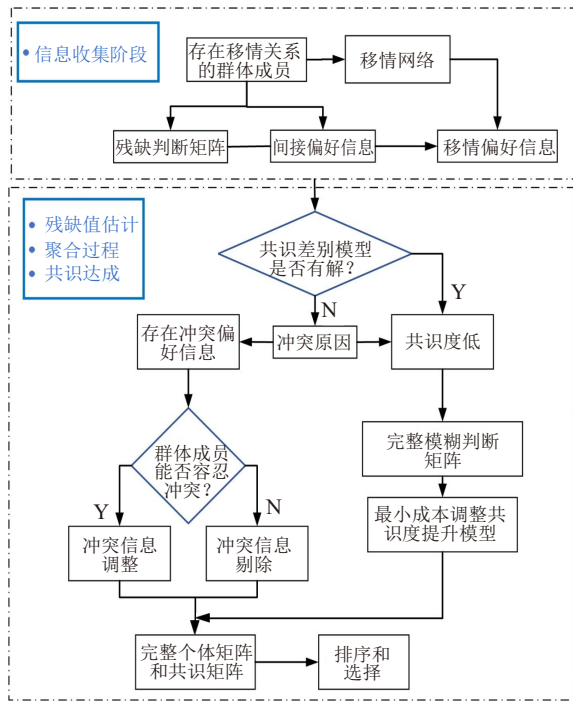 信息收集阶段
存在移情关系
的群体成员
移情网络
残缺判断矩阵
间接偏好信息
移情偏好信息
残缺值估计
聚合过程
共识达成
共识差别模型
是否有解？
Y
N
存在冲突偏
好信息
冲突原因
共识度低
群体成员
能否容忍
冲突？
完整模糊判断
矩阵
Y
N
最小成本调整共
识度提升模型
冲突信息
调整
冲突信息
剔除
完整个体矩阵
和共识矩阵
排序和
选择